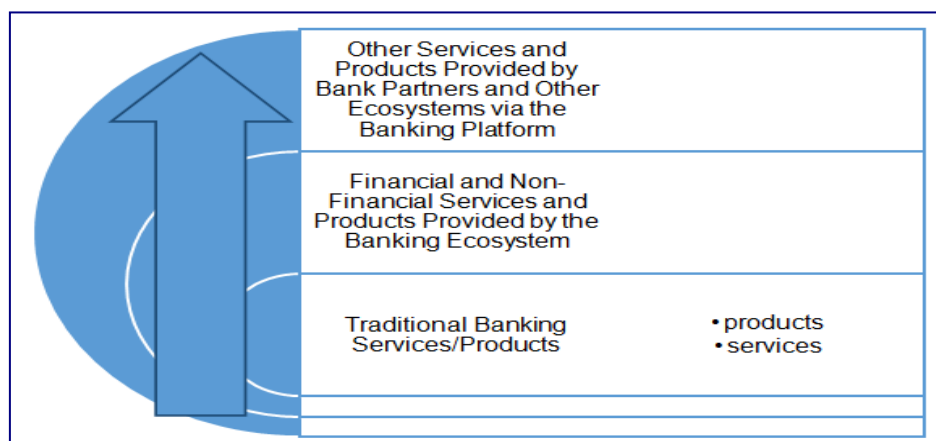 Other Services and
Products Provided by
Bank Partners and Other
Ecosystems via the
Banking Platform
Financial and Non-
Financial Services and
Products Provided by the
Banking Ecosystem
Traditional Banking
Services/Products
• products
• services